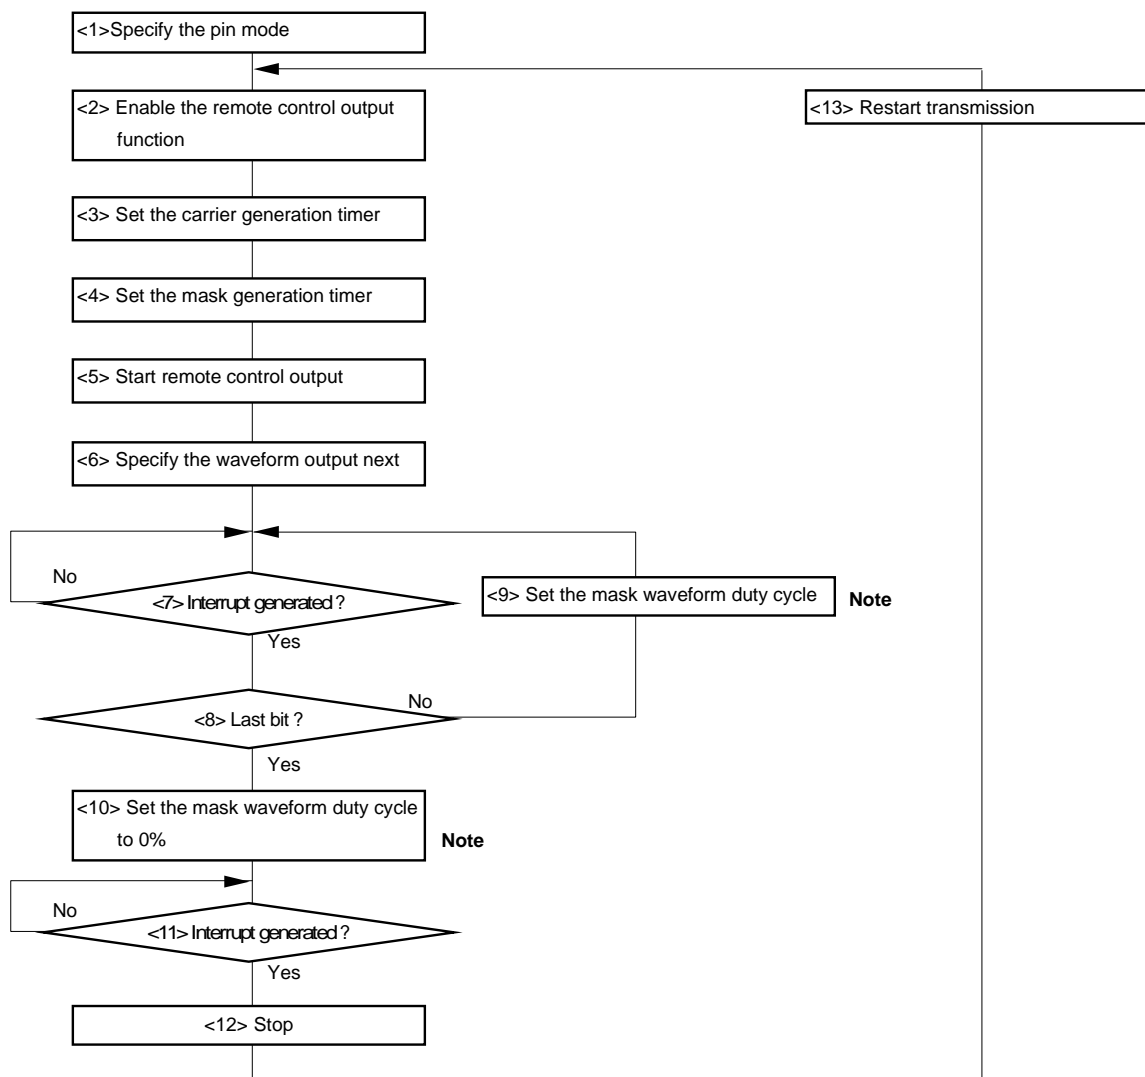 <1>Specify the pin mode
<2> Enable the remote control output
function
<13> Restart transmission
<3> Set the carrier generation timer
<4> Set the mask generation timer
<5> Start remote control output
<6> Specify the waveform output next
No
<7> Interrupt generated ?
Yes
<9> Set the mask waveform duty cycle
Note
<8> Last bit ?
No
Yes
<10> Set the mask waveform duty cycle
to 0%
Note
No
<11> Interrupt generated ?
Yes
<12> Stop